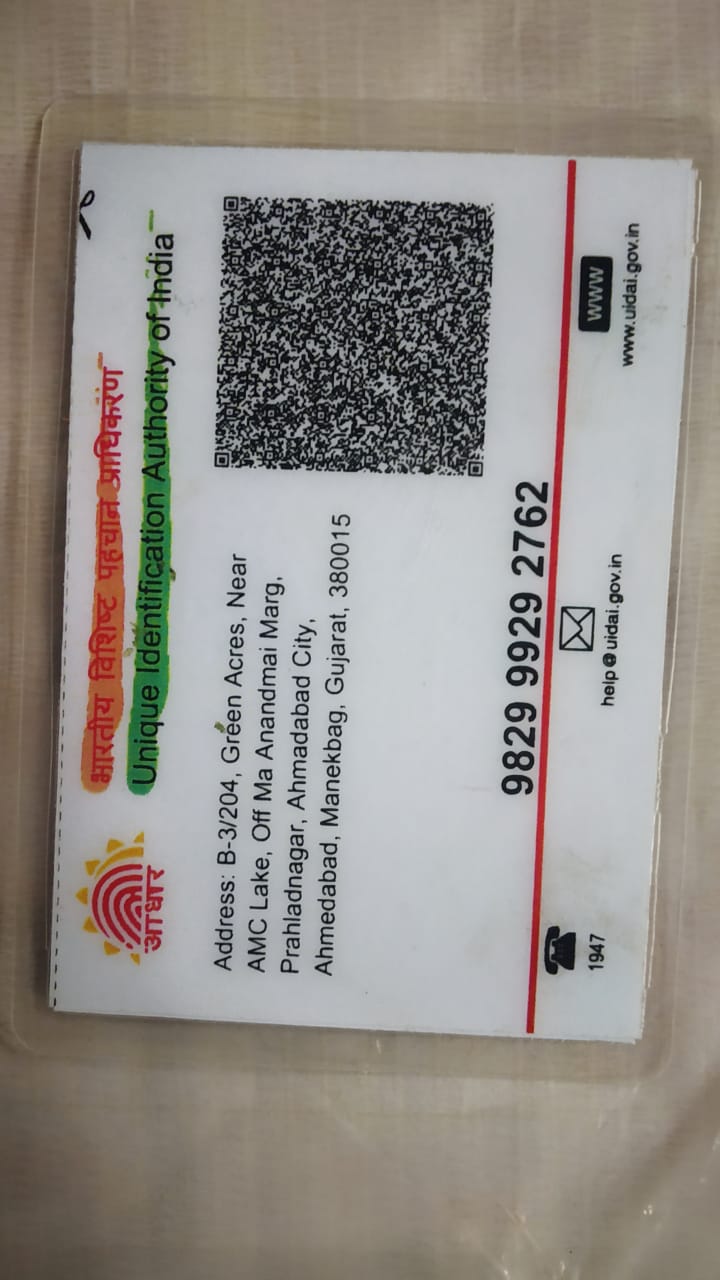 भारतीय विशिष्ट पहचान प्राधिकरण
Unique Identification Authority of India
आधार
Address: B-3/204, Green Acres, Near
AMC Lake, Off Ma Anandmai Marg,
Prahladnagar, Ahmadabad City,
Ahmedabad, Manekbag, Gujarat, 380015
9829 9929 2762
1947
help@uidai.gov.in
WWW
www.uidai.gov.in